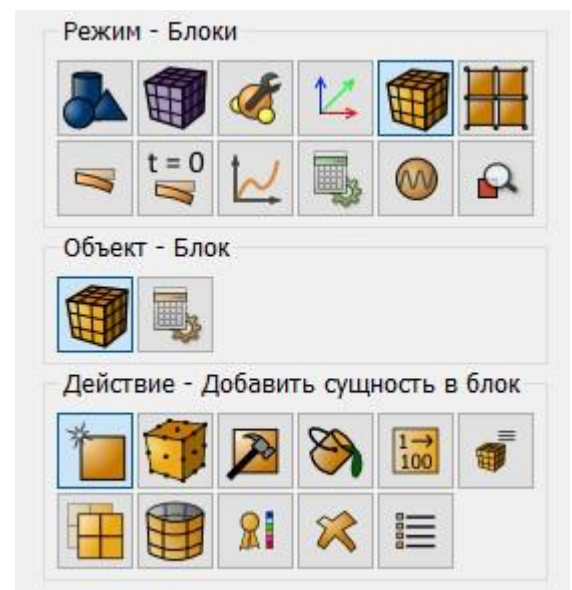 Режим - Блоки
t = 0
Объект - Блок
Действие - Добавить сущность в блок
1→
100